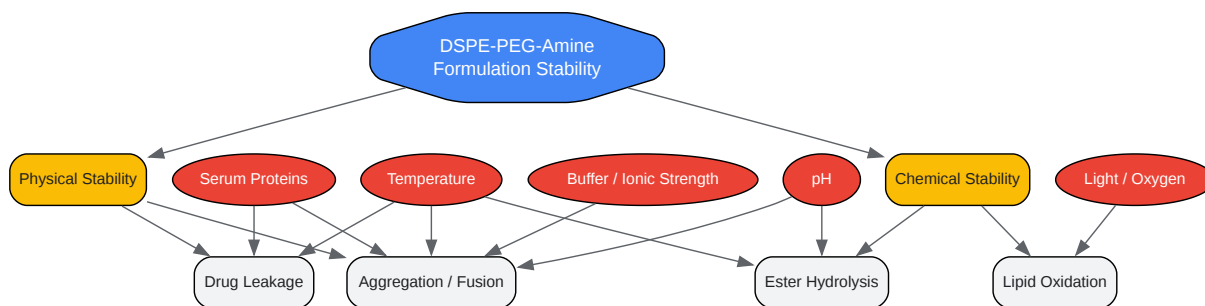 DSPE-PEG-Amine
Formulation Stability
Physical Stability
Serum Proteins
Temperature
Buffer / Ionic Strength
pH
Chemical Stability
Light / Oxygen
Drug Leakage
Aggregation / Fusion
Ester Hydrolysis
Lipid Oxidation